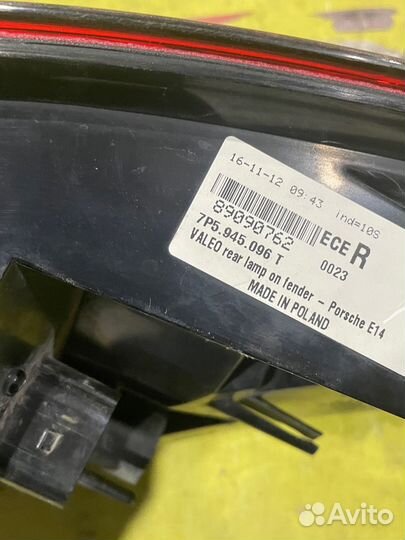 16-11-12 09:43 ind=10S
89090762
ECE R
7P5.945.096 T
0023
VALEO rear lamp on fender - Porsche E14
MADE IN POLAND
Avito